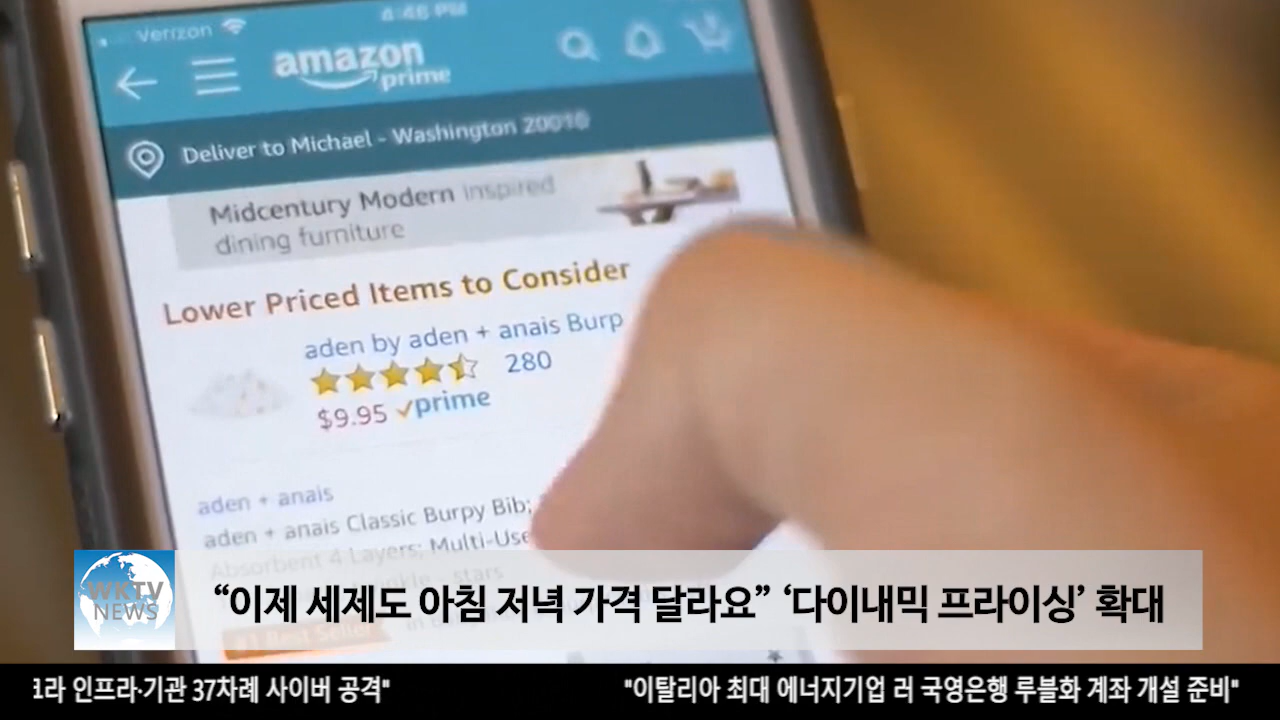 Verizon 4:46 PM
amazon
prime
Deliver to Michael - Washington 20010
Midcentury Modern inspired
dining furniture
Lower Priced Items to Consider
aden by aden + anais Burp
280
$9.95 prime
aden + anais
aden + anais Classic Burpy Bib;
Absorbent 4 Layers; Multi-Use
stars
#1 Best Seller
WKTV
NEWS
“이제 세제도 아침 저녁 가격 달라요” ‘다이내믹 프라이싱’ 확대
인프라·기관 37차례 사이버 공격"
"이탈리아 최대 에너지기업 러 국영은행 루블화 계좌 개설 준비"